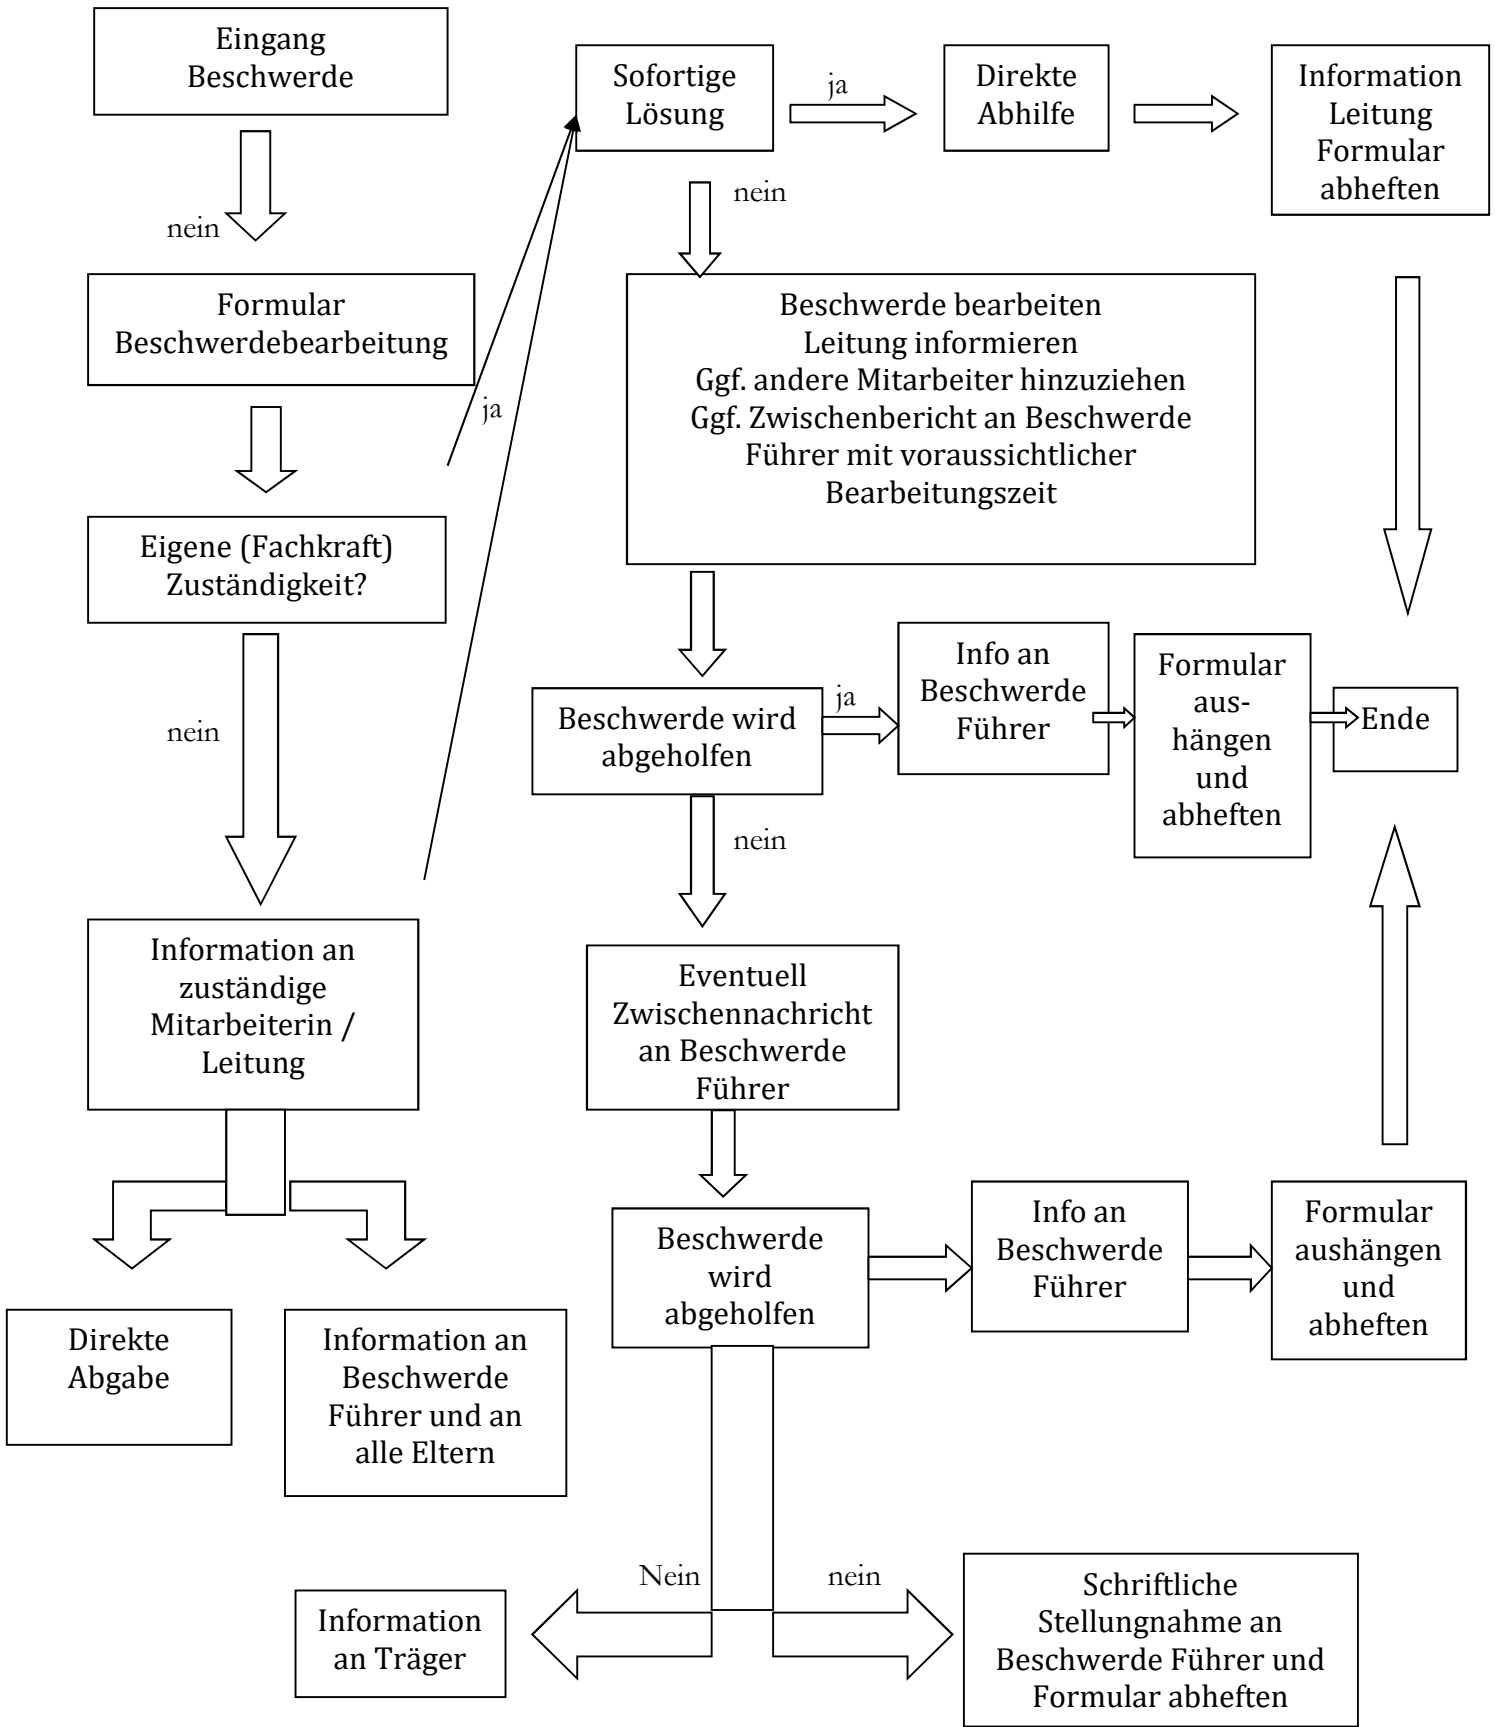 Eingang
Beschwerde
nein
Formular
Beschwerdebearbeitung
ja
Eigene (Fachkraft)
Zuständigkeit?
nein
Information an
zuständige
Mitarbeiterin /
Leitung
Direkte
Abgabe
Information an
Beschwerde
Führer und an
alle Eltern
Sofortige
Lösung
ja
Direkte
Abhilfe
Information
Leitung
Formular
abheften
nein
Beschwerde bearbeiten
Leitung informieren
Ggf. andere Mitarbeiter hinzuziehen
Ggf. Zwischenbericht an Beschwerde
Führer mit voraussichtlicher
Bearbeitungszeit
Beschwerde wird
abgeholfen
ja
Info an
Beschwerde
Führer
Formular
aus-
hängen
und
abheften
Ende
nein
Eventuell
Zwischennachricht
an Beschwerde
Führer
Beschwerde
wird
abgeholfen
Info an
Beschwerde
Führer
Formular
aushängen
und
abheften
Nein
nein
Information
an Träger
Schriftliche
Stellungnahme an
Beschwerde Führer und
Formular abheften